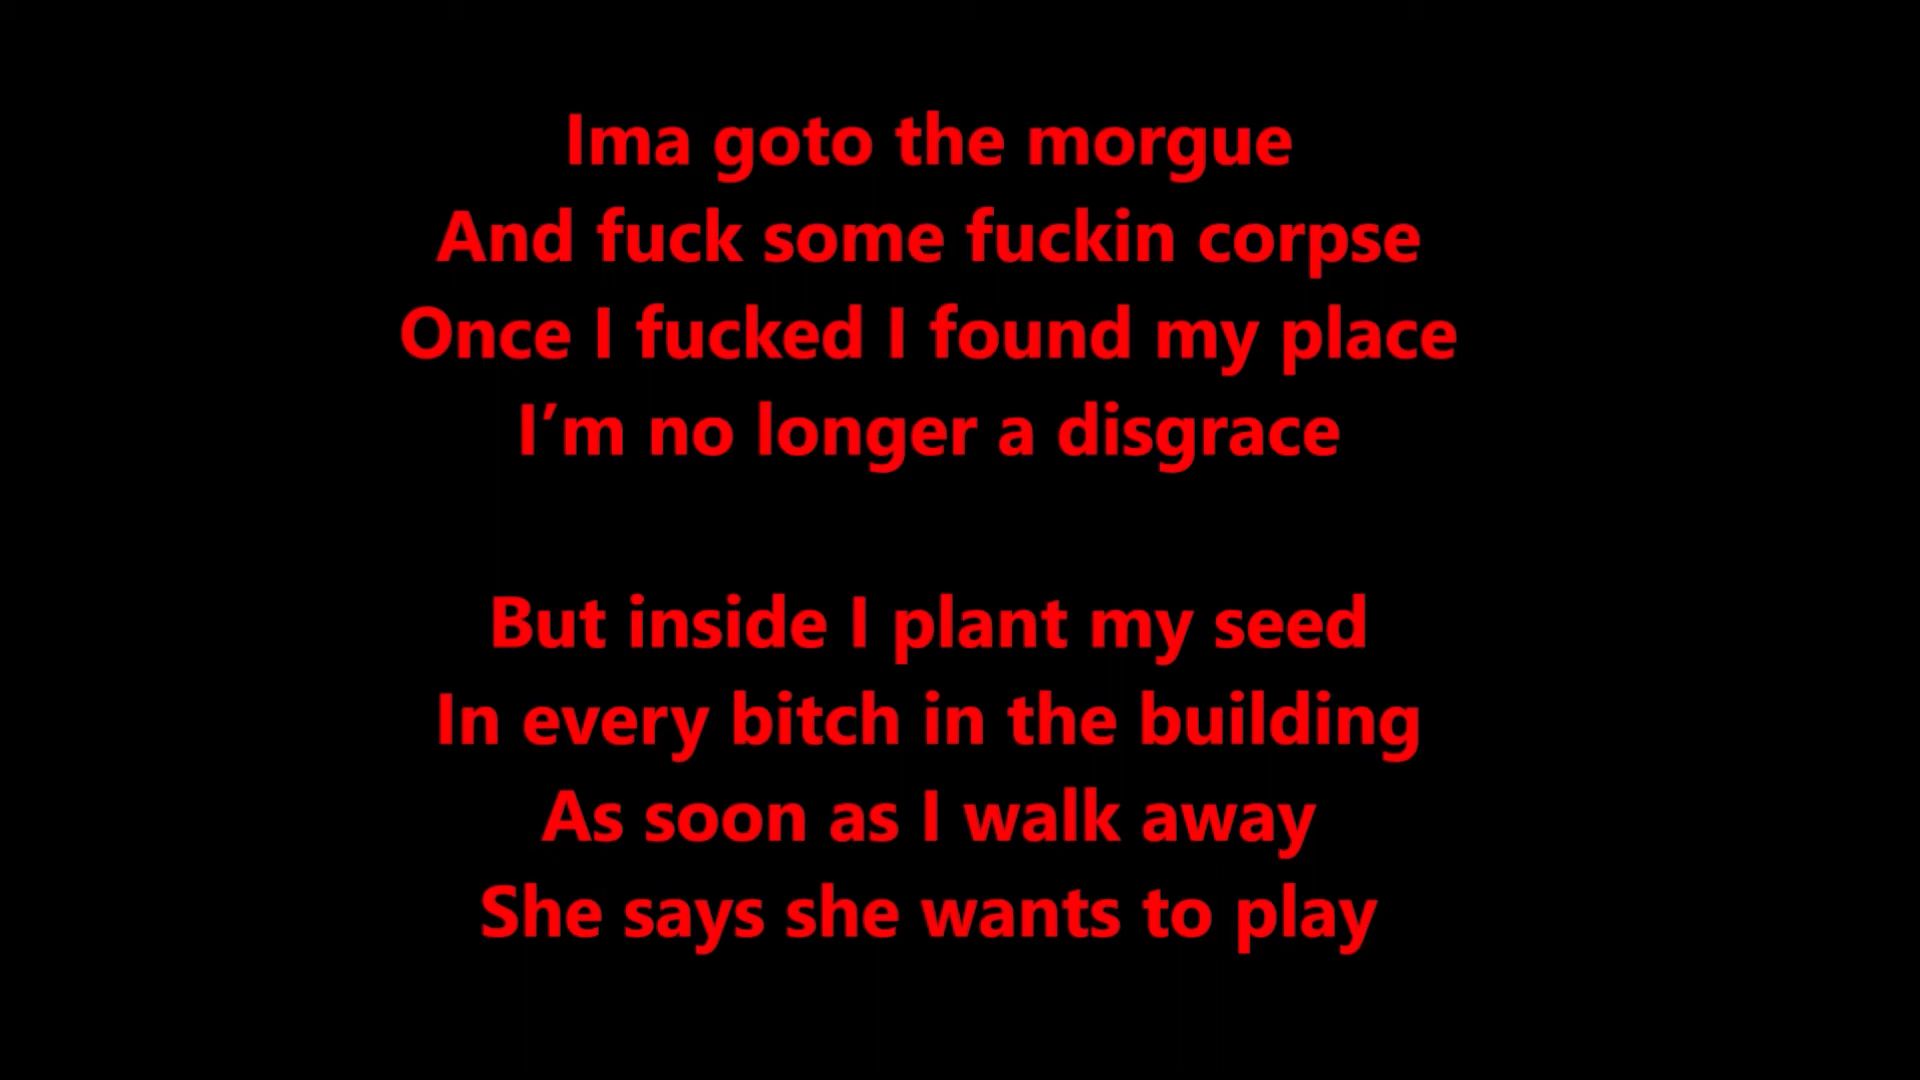 Ima goto the morgue
And fuck some fuckin corpse
Once I fucked I found my place
I’m no longer a disgrace
But inside I plant my seed
In every bitch in the building
As soon as I walk away
She says she wants to play